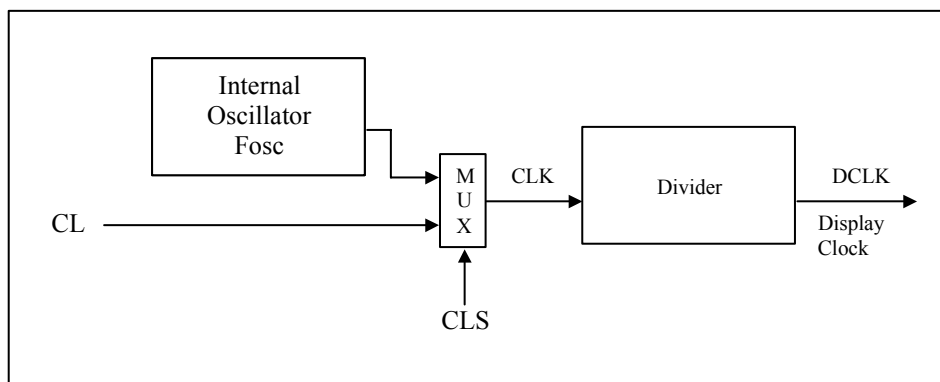 Internal
Oscillator
Fosc
M
U
X
CLK
Divider
DCLK
CL
Display
Clock
CLS